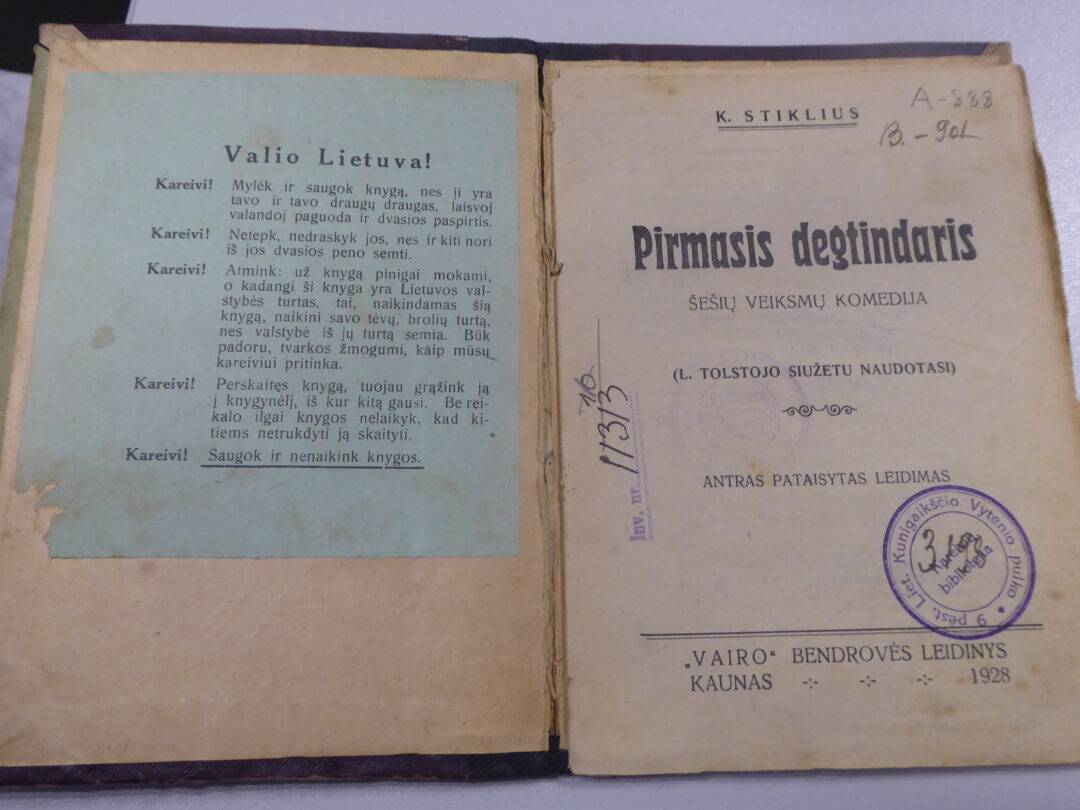 Valio Lietuva!
Kareivi! Mylėk ir saugok knygą, nes ji yra
tavo ir tavo draugų draugas, laisvoj
valandoj paguoda ir dvasios paspirtis.
Kareivi! Netepk, nedraskyk jos, nes ir kiti nori
iš jos dvasios peno semti.
Kareivi! Atmink: už knygą pinigai mokami,
o kadangi ši knyga yra Lietuvos val-
stybės turtas, tai, naikindamas šią
knygą, naikini savo tėvų, brolių turtą,
nes valstybė iš jų turtą semia. Būk
padoru, tvarkos žmogumi, kaip mūsų
kareiviui pritinka.
Kareivi! Perskaitęs knygą, tuojau grąžink ją
į knygynėlį, iš kur kitą gausi. Be rei-
kalo ilgai knygos nelaikyk, kad ki-
tiems netrukdyti ją skaityti.
Kareivi! Saugok ir nenaikink knygos.
K. STIKLIUS
A-888
B.-901
Pirmasis degtindaris
ŠEŠIŲ VEIKSMŲ KOMEDIJA
(L. TOLSTOJO SIUŽETU NAUDOTASI)
Inv. nr. 11313
ANTRAS PATAISYTAS LEIDIMAS
9 pėst. Liet. Kunigaikščio Vytenio pulko
biblioteka
„VAIRO“ BENDROVĖS LEIDINYS
KAUNAS 1928